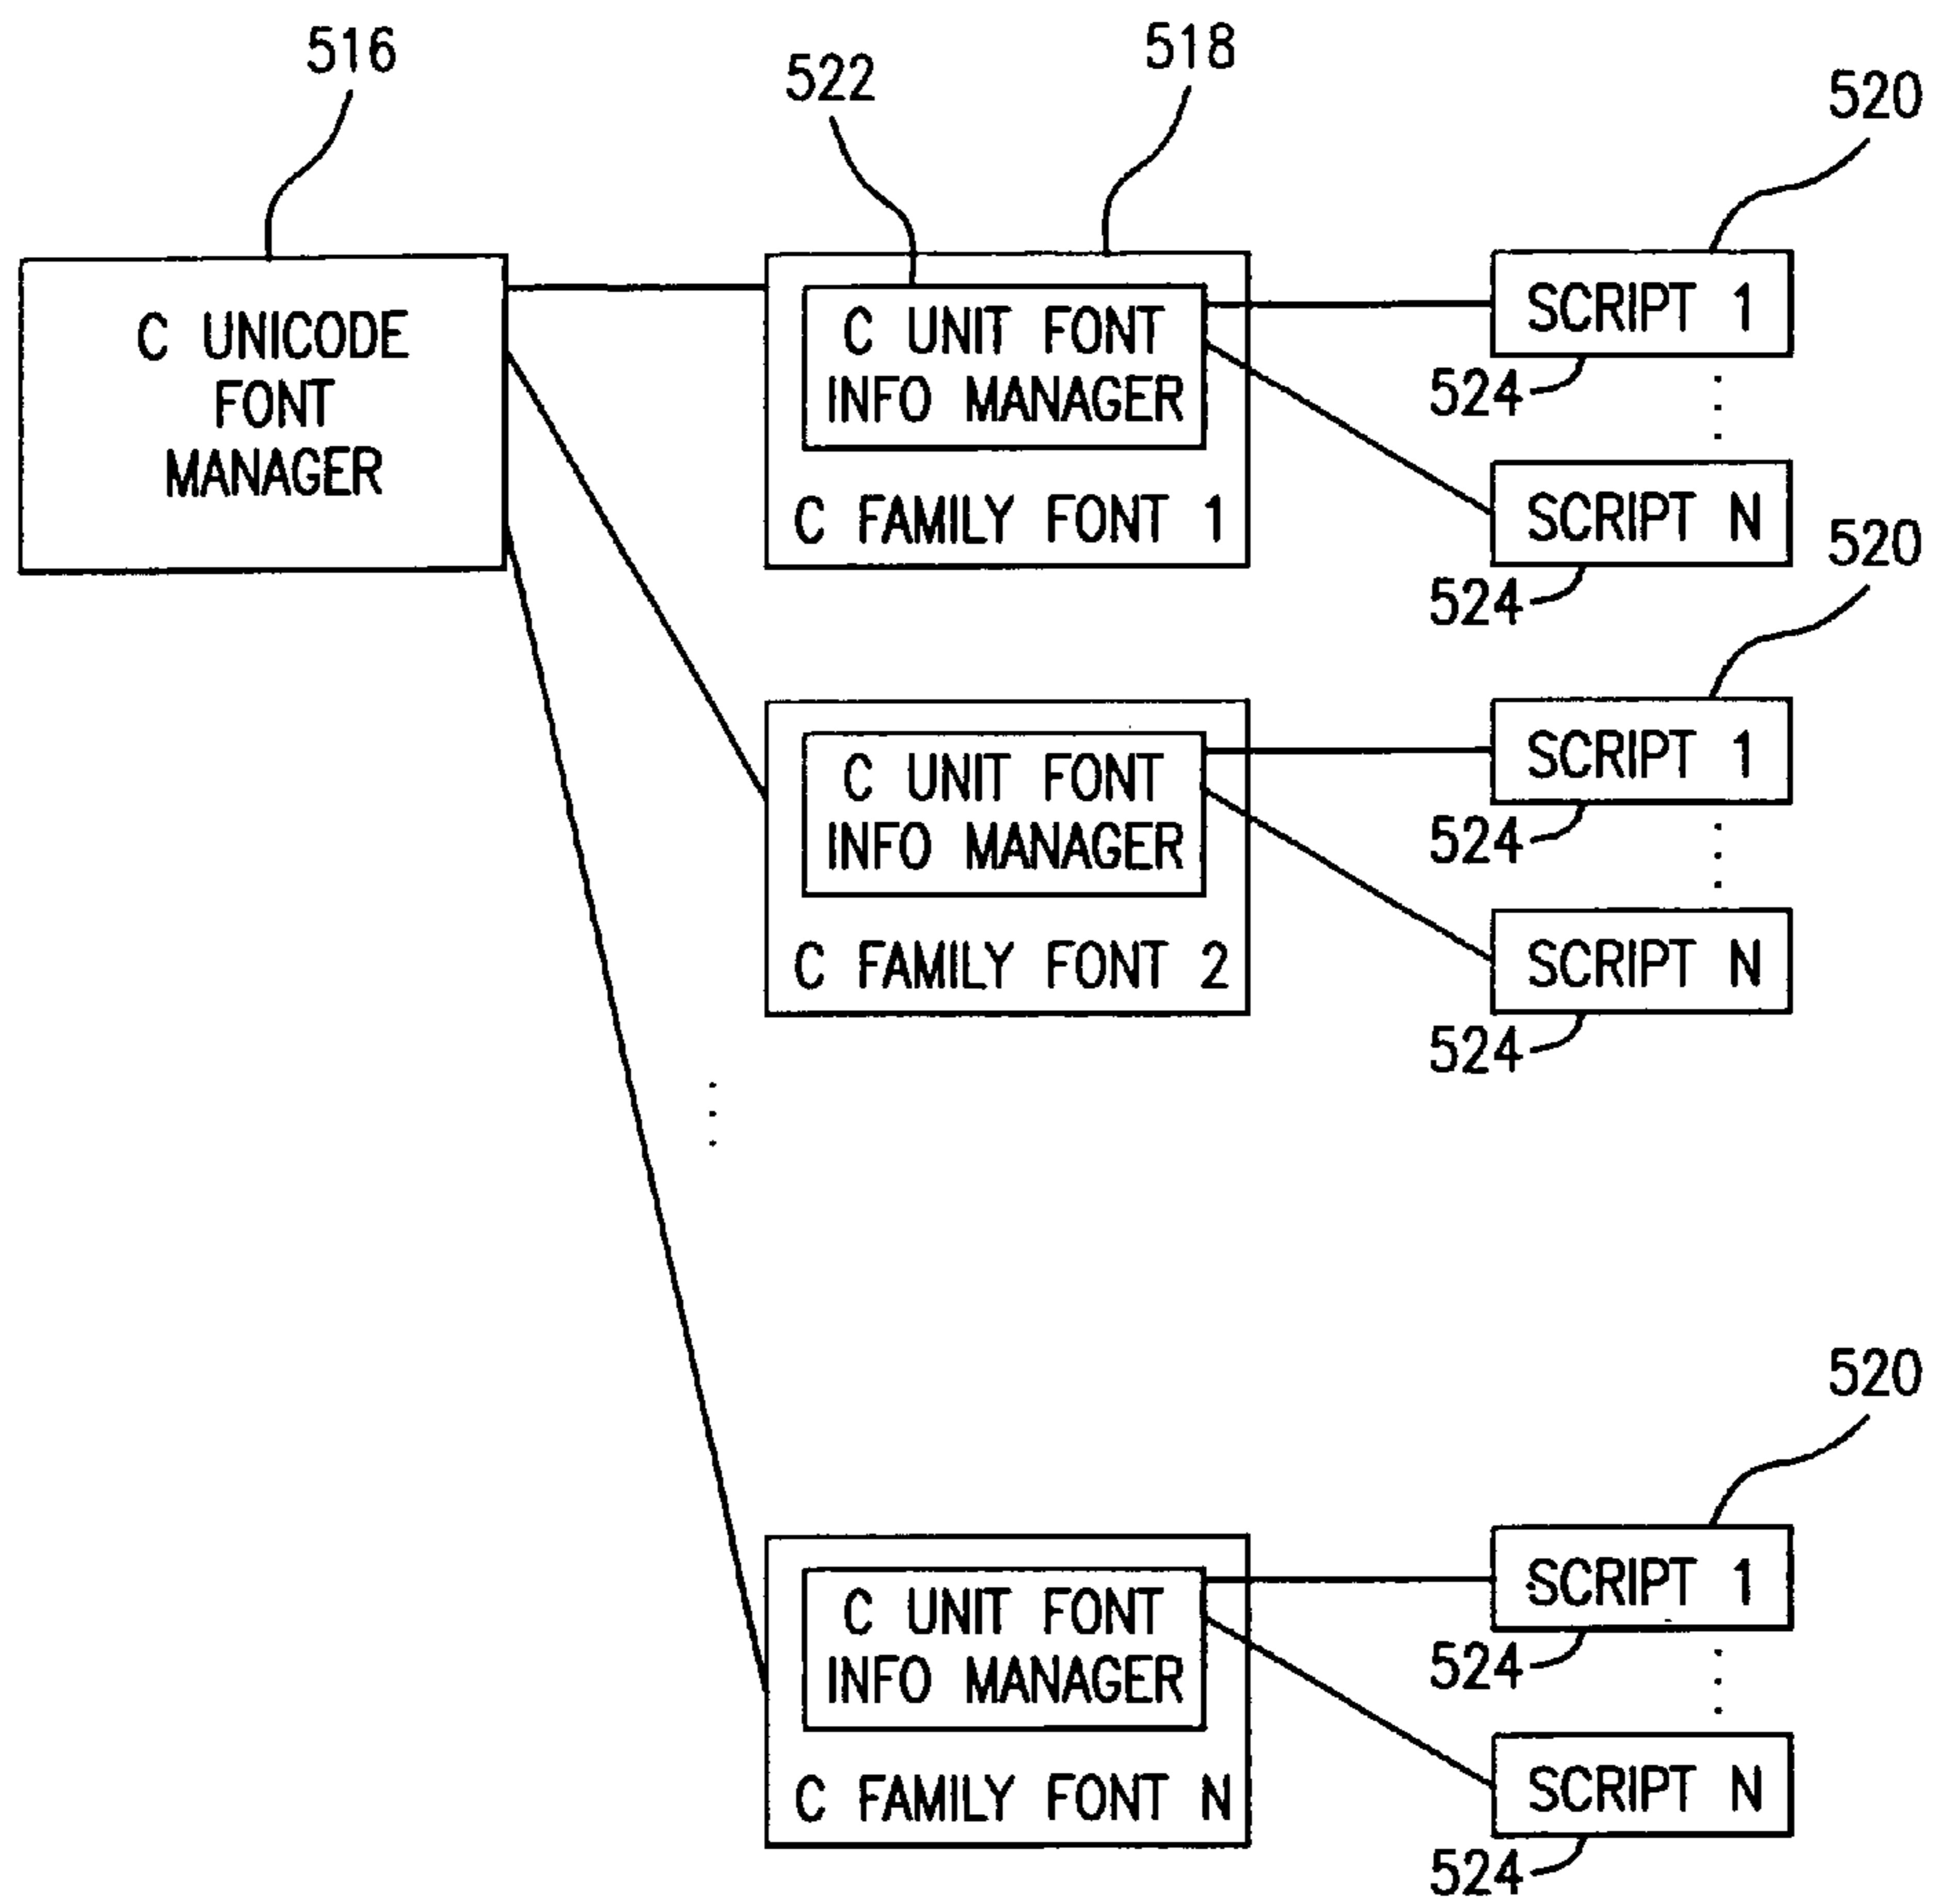 516
522
518
520
C UNICODE
FONT
MANAGER
C UNIT FONT
INFO MANAGER
C FAMILY FONT 1
SCRIPT 1
524
SCRIPT N
524
520
C UNIT FONT
INFO MANAGER
C FAMILY FONT 2
SCRIPT 1
524
SCRIPT N
524
520
C UNIT FONT
INFO MANAGER
C FAMILY FONT N
SCRIPT 1
524
SCRIPT N
524